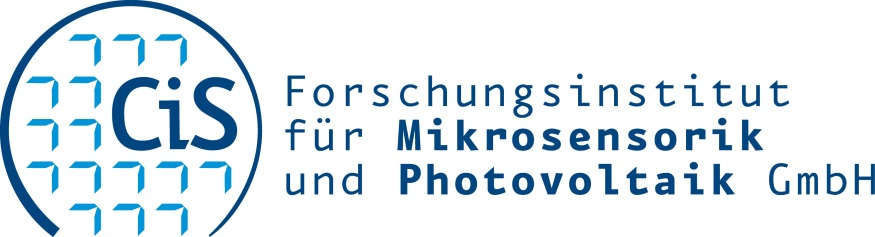 CiS
Forschungsinstitut
für Mikrosensorik
und Photovoltaik GmbH